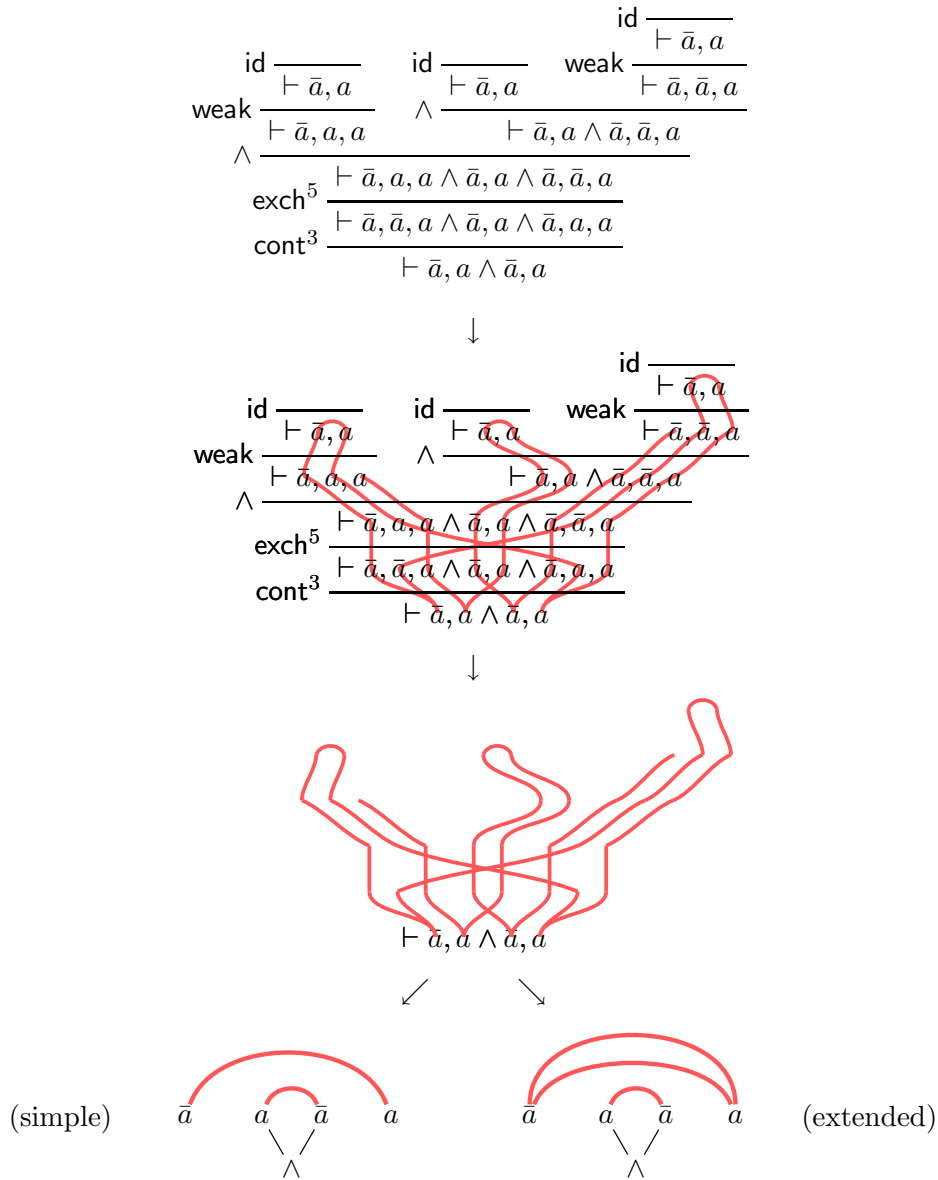 id
⊢ ā, a
id id weak
⊢ ā, a ⊢ ā, a ⊢ ā, ā, a
weak ∧
⊢ ā, a, a ⊢ ā, a ∧ ā, ā, a
∧
⊢ ā, a, a ∧ ā, a ∧ ā, ā, a
exch⁵
⊢ ā, ā, a ∧ ā, a ∧ ā, a, a
cont³
⊢ ā, a ∧ ā, a
↓
id
⊢ ā, a
id id weak
⊢ ā, a ⊢ ā, a ⊢ ā, ā, a
weak ∧
⊢ ā, a, a ⊢ ā, a ∧ ā, ā, a
∧
⊢ ā, a, a ∧ ā, a ∧ ā, ā, a
exch⁵
⊢ ā, ā, a ∧ ā, a ∧ ā, a, a
cont³
⊢ ā, a ∧ ā, a
↓
⊢ ā, a ∧ ā, a
↙ ↘
(simple) ā a ā a ā a ā a (extended)
∧ ∧